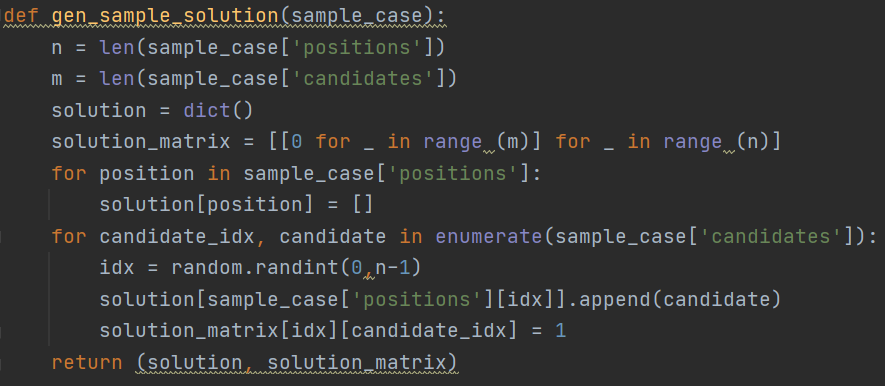 def gen_sample_solution(sample_case):
    n = len(sample_case['positions'])
    m = len(sample_case['candidates'])
    solution = dict()
    solution_matrix = [[0 for _ in range (m)] for _ in range (n)]
    for position in sample_case['positions']:
        solution[position] = []
    for candidate_idx, candidate in enumerate(sample_case['candidates']):
        idx = random.randint(0,n-1)
        solution[sample_case['positions'][idx]].append(candidate)
        solution_matrix[idx][candidate_idx] = 1
    return (solution, solution_matrix)